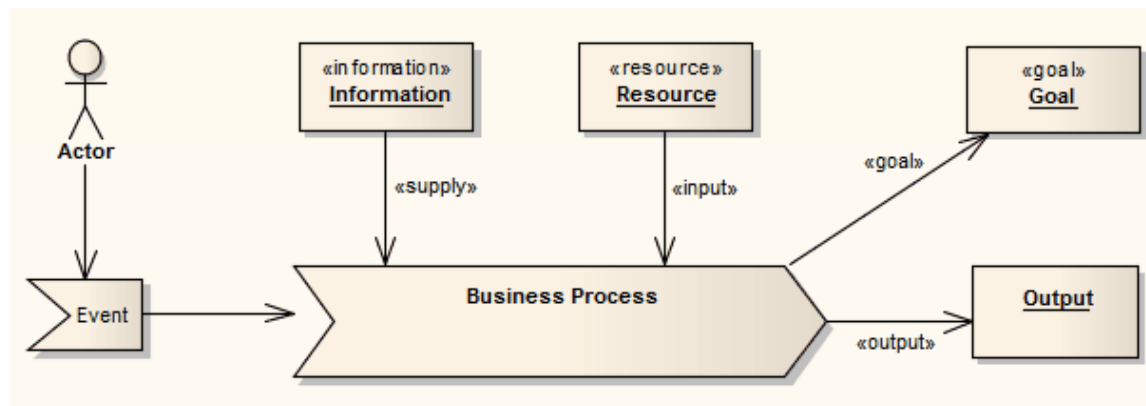 «information»
Information
«resource»
Resource
«goal»
Goal
Actor
«supply»
«input»
«goal»
Event
Business Process
Output
«output»